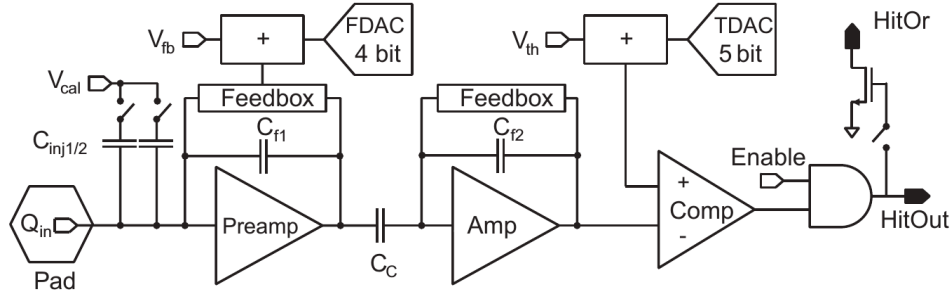 HitOr
V_fb
+
FDAC
4 bit
V_th
+
TDAC
5 bit
V_cal
Feedbox
Feedbox
C_inj1/2
C_f1
C_f2
Enable
Q_in
Preamp
Amp
+
Comp
-
HitOut
C_C
Pad